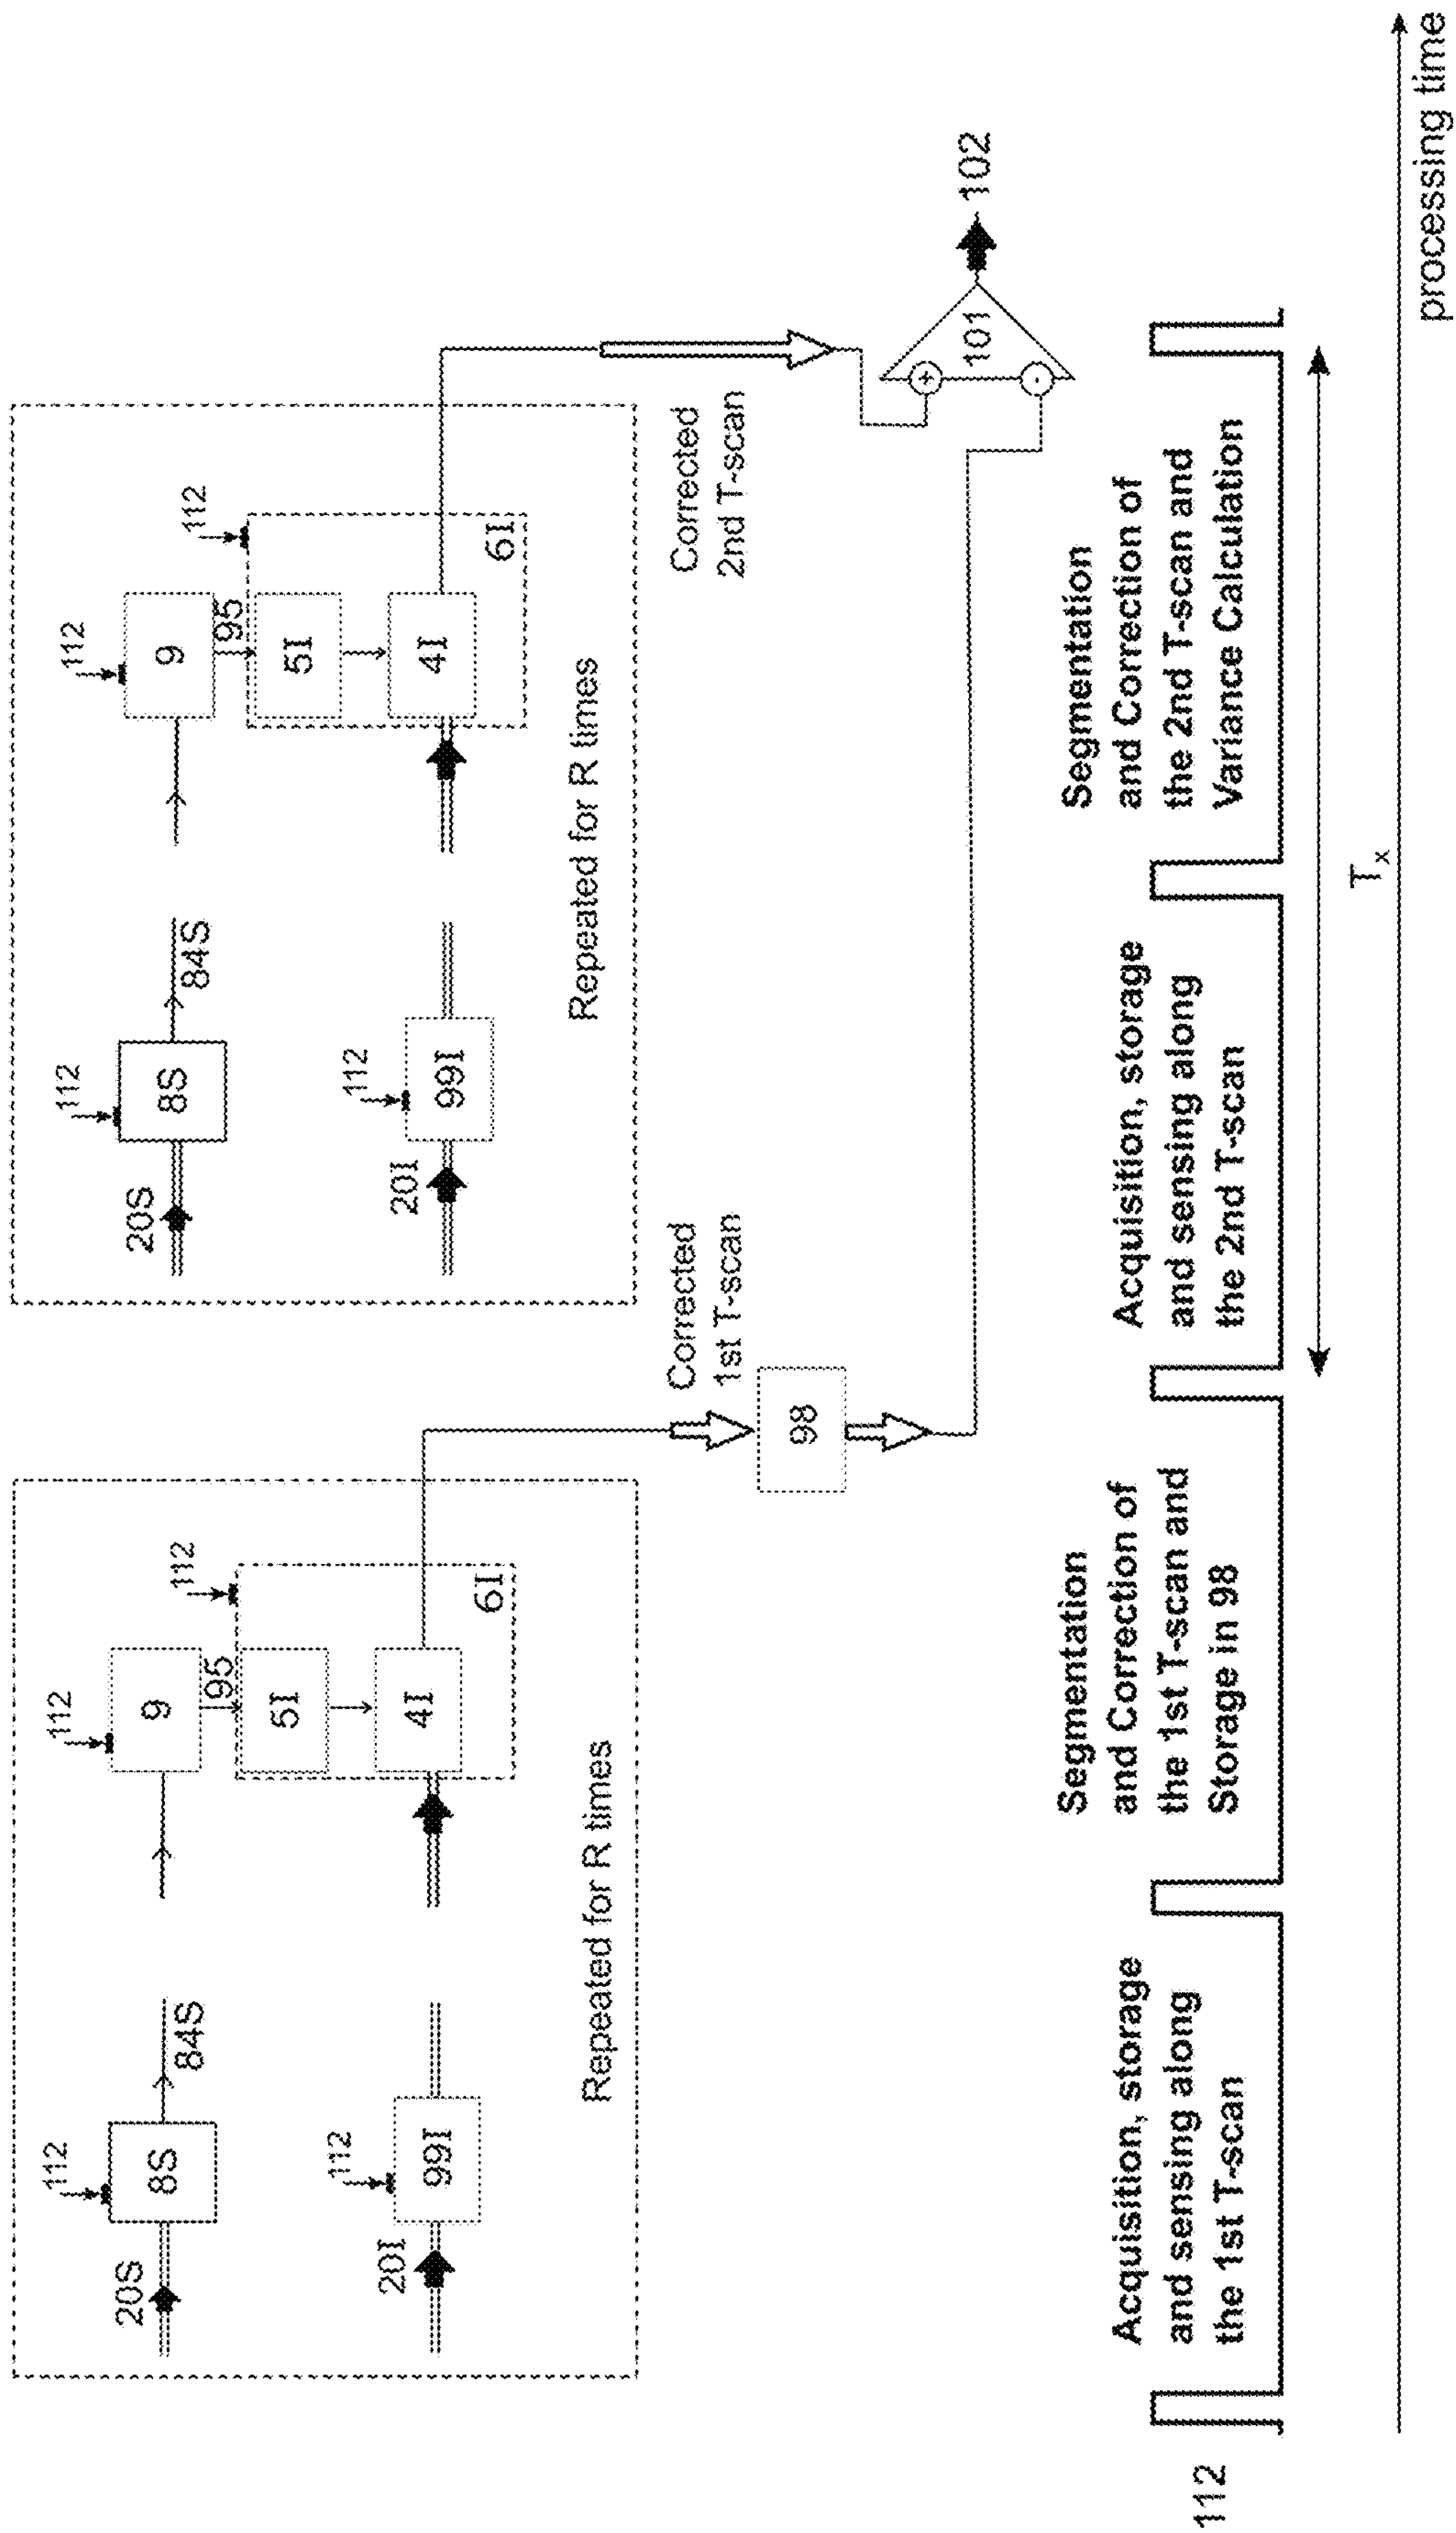 112
20S
8S
84S
112
9
95
112
5I
4I
6I
112
20I
99I
Repeated for R times
112
20S
8S
84S
112
9
95
112
5I
4I
6I
112
20I
99I
Repeated for R times
Corrected
1st T-scan
98
Corrected
2nd T-scan
+
-
101
102
112
Acquisition, storage
and sensing along
the 1st T-scan
Segmentation
and Correction of
the 1st T-scan and
Storage in 98
Acquisition, storage
and sensing along
the 2nd T-scan
Segmentation
and Correction of
the 2nd T-scan and
Variance Calculation
Tx
processing time